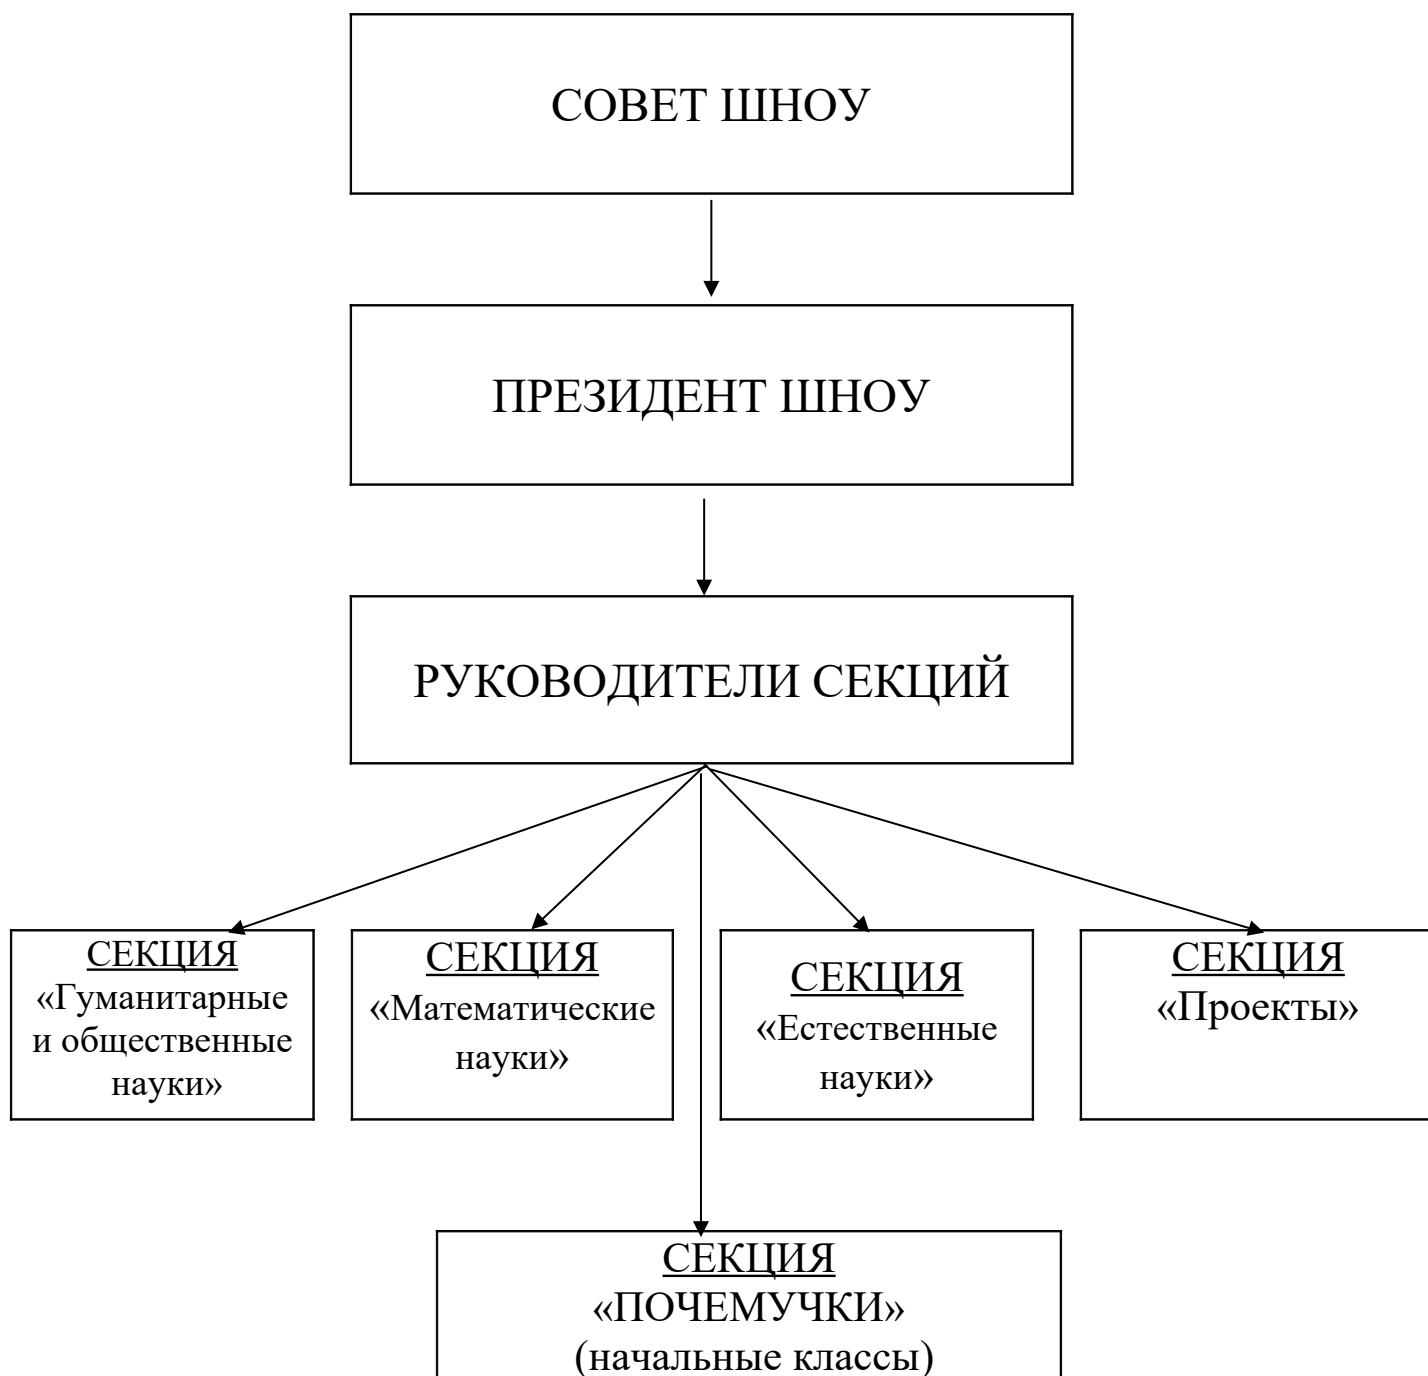 СОВЕТ ШНОУ
ПРЕЗИДЕНТ ШНОУ
РУКОВОДИТЕЛИ СЕКЦИЙ
СЕКЦИЯ
«Гуманитарные
и общественные
науки»
СЕКЦИЯ
«Математические
науки»
СЕКЦИЯ
«Естественные
науки»
СЕКЦИЯ
«Проекты»
СЕКЦИЯ
«ПОЧЕМУЧКИ»
(начальные классы)